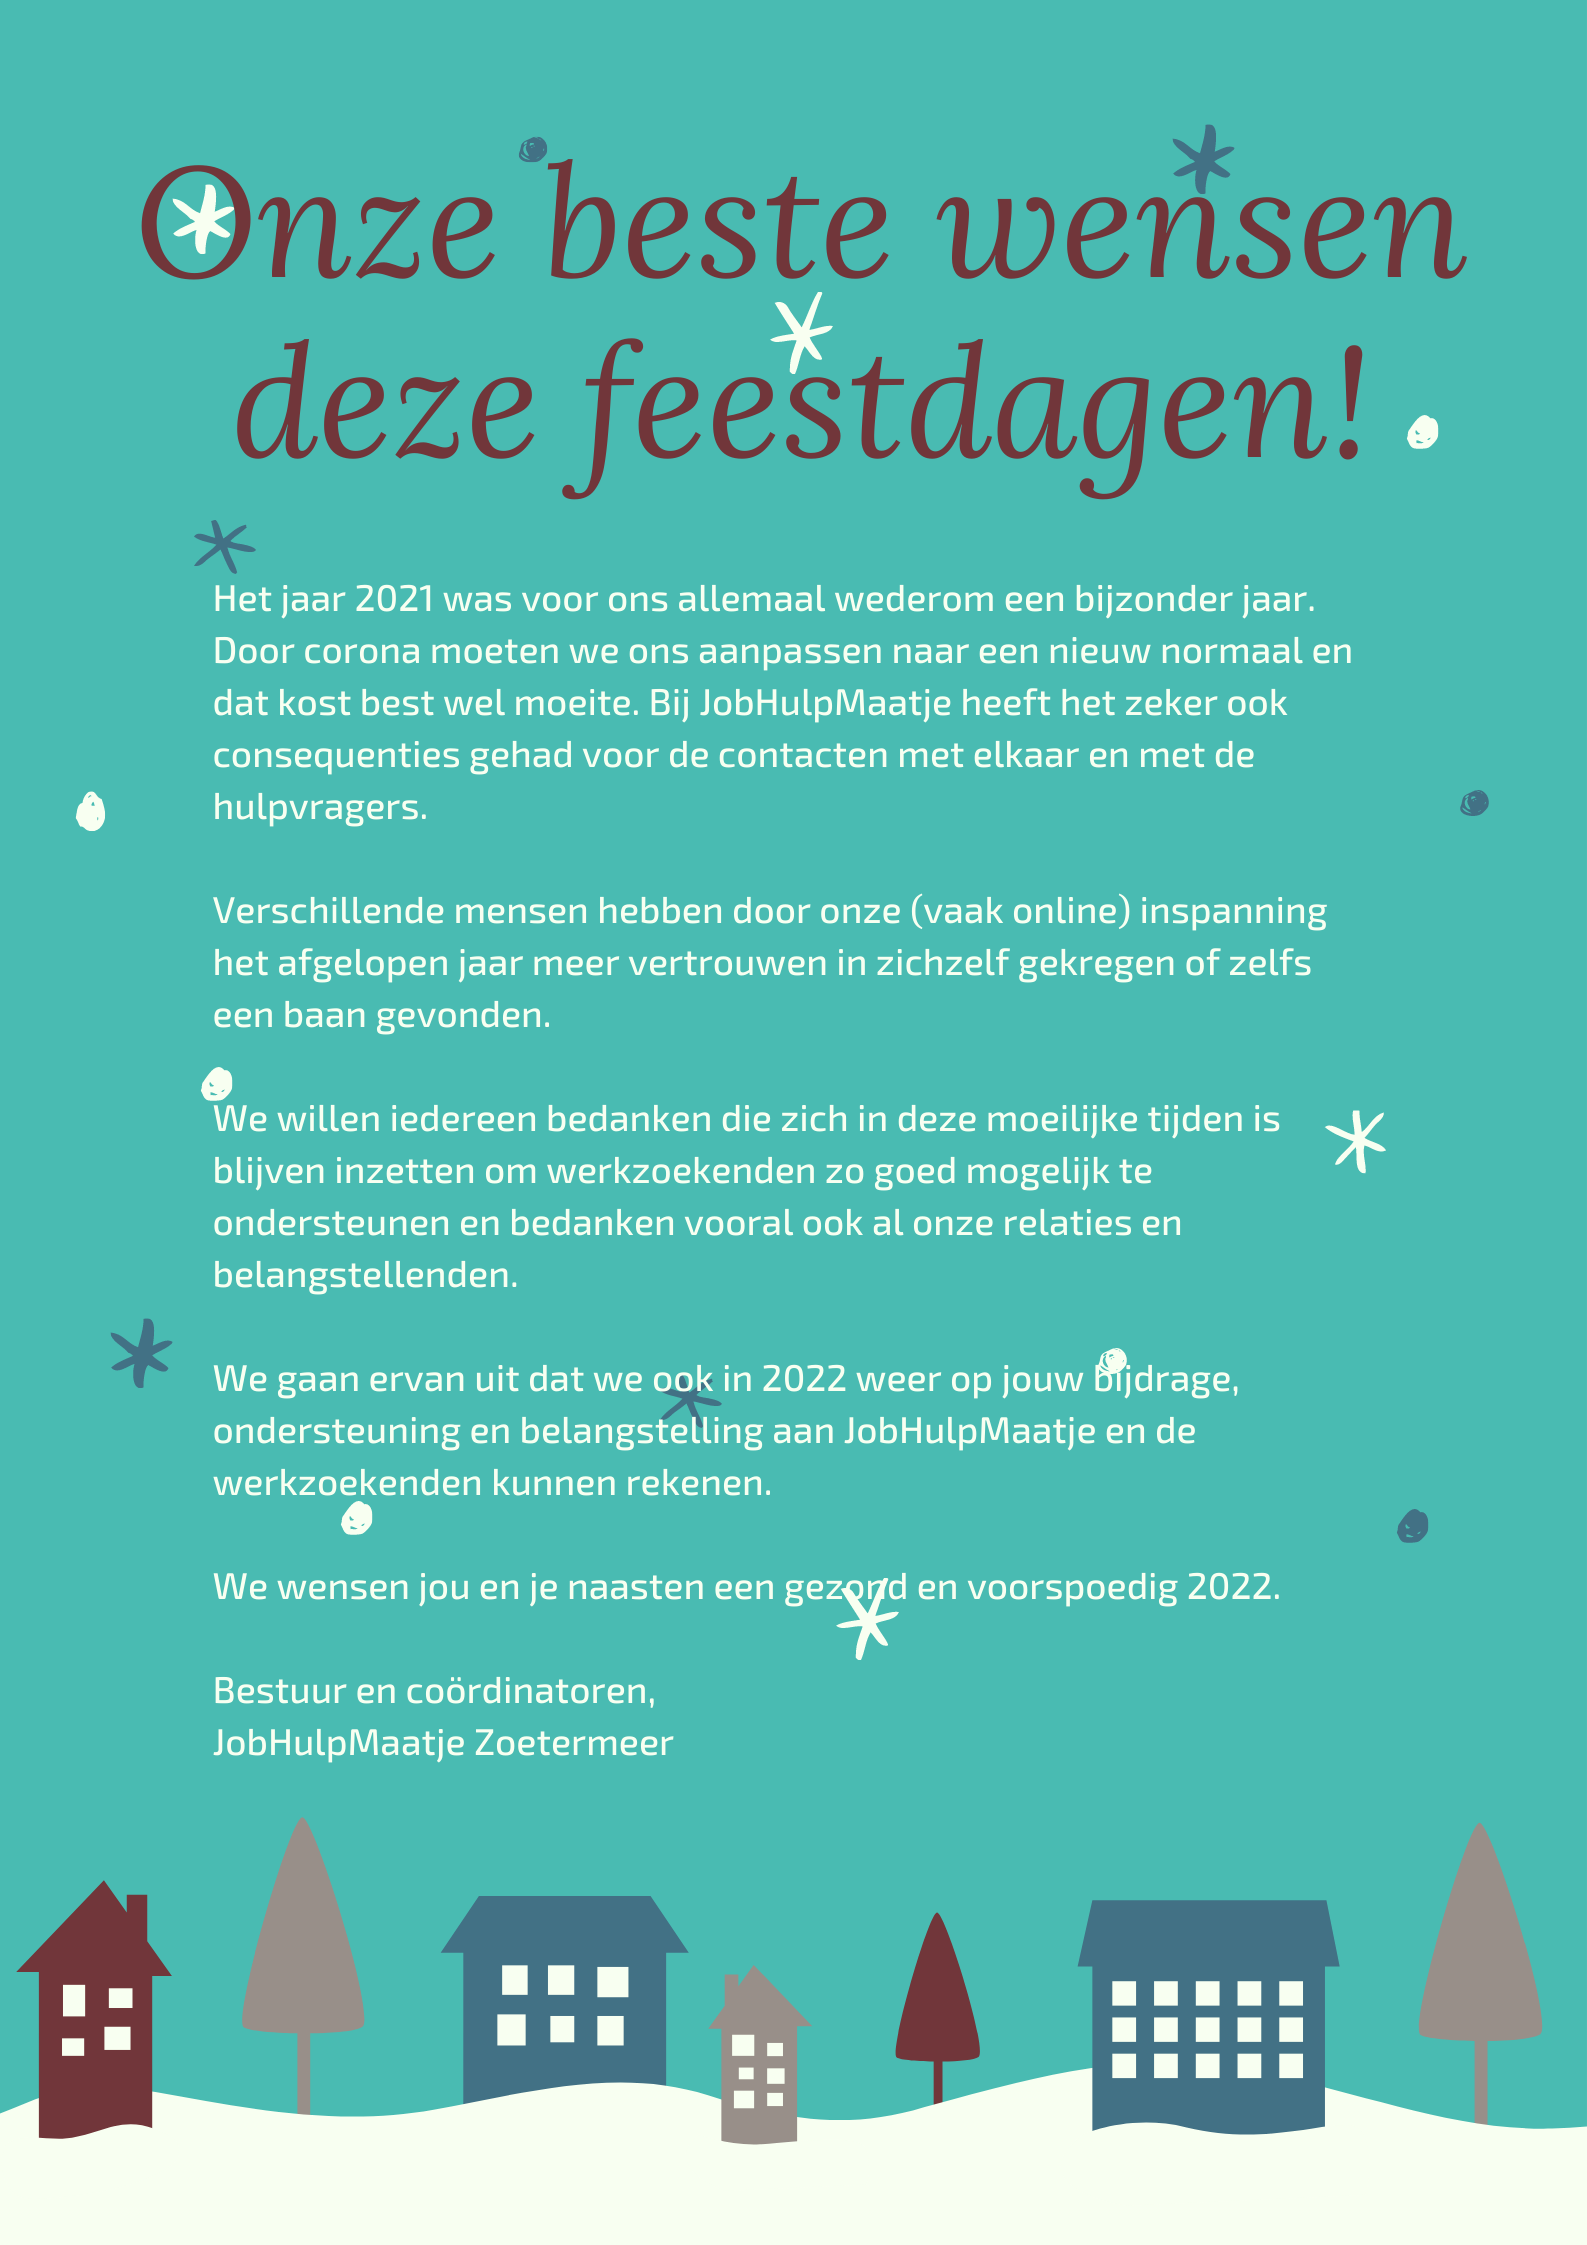 Onze beste wensen
deze feestdagen!
Het jaar 2021 was voor ons allemaal wederom een bijzonder jaar.
Door corona moeten we ons aanpassen naar een nieuw normaal en
dat kost best wel moeite. Bij JobHulpMaatje heeft het zeker ook
consequenties gehad voor de contacten met elkaar en met de
hulpvragers.
Verschillende mensen hebben door onze (vaak online) inspanning
het afgelopen jaar meer vertrouwen in zichzelf gekregen of zelfs
een baan gevonden.
We willen iedereen bedanken die zich in deze moeilijke tijden is
blijven inzetten om werkzoekenden zo goed mogelijk te
ondersteunen en bedanken vooral ook al onze relaties en
belangstellenden.
We gaan ervan uit dat we ook in 2022 weer op jouw bijdrage,
ondersteuning en belangstelling aan JobHulpMaatje en de
werkzoekenden kunnen rekenen.
We wensen jou en je naasten een gezond en voorspoedig 2022.
Bestuur en coördinatoren,
JobHulpMaatje Zoetermeer